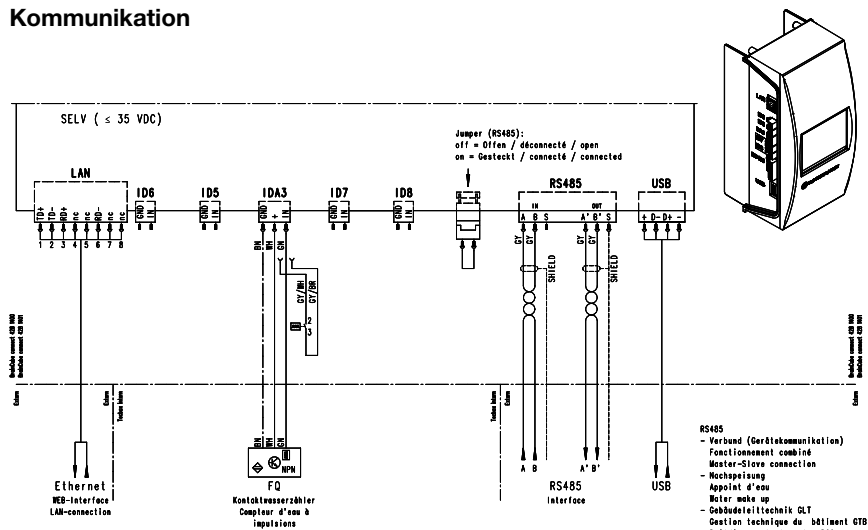 Kommunikation
SELV ( ≤ 35 VDC)
Jumper (RS485):
off = Offen / déconnecté / open
on = Gesteckt / connecté / connected
LAN
ID6
ID5
IDA3
ID7
ID8
RS485
USB
IN
OUT
TD+ TD- RD+ nc nc RD- nc nc
GND IN
GND IN
GND + IN
GND IN
GND IN
A B S A' B' S
+ D- D+ -
1 2 3 4 5 6 7 8
BN WH GN
GY/WH GY/BR
2
3
GY GY
GY GY
SHIELD
SHIELD
Extern
Extern
Extern
BN WH GN
NPN
A B A' B'
Ethernet
WEB-Interface
LAN-connection
FQ
Kontaktwasserzähler
Compteur d'eau à
impulsions
RS485
Interface
USB
RS485
- Verbund (Gerätekommunikation)
Fonctionnement combiné
Master-Slave connection
- Nachspeisung
Appoint d'eau
Water make up
- Gebäudeleittechnik GLT
Gestion technique du bâtiment GTB